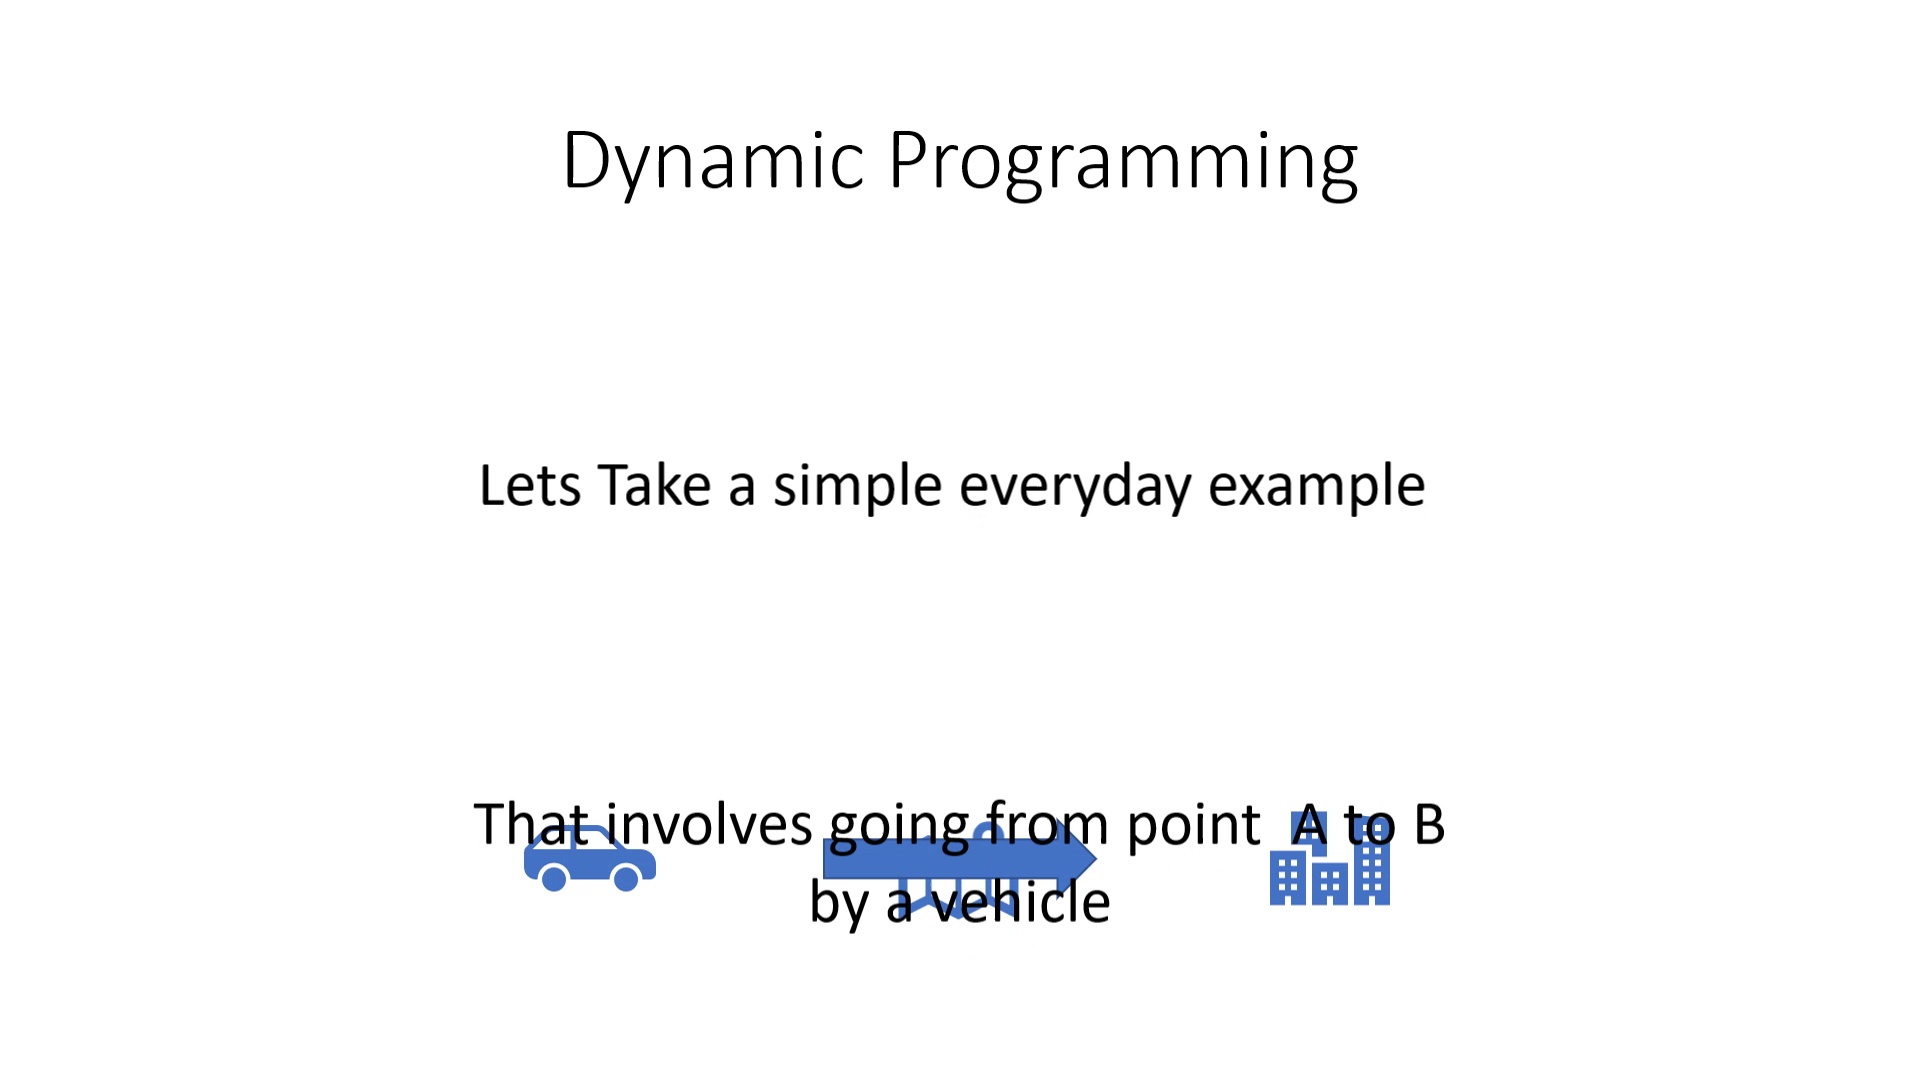 Dynamic Programming
Lets Take a simple everyday example
That involves going from point  A to B
by a vehicle